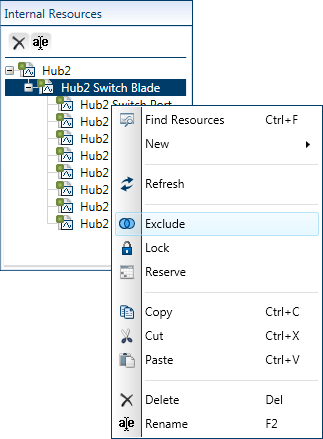 Internal Resources
a|e
Hub2
Hub2 Switch Blade
Hub2 Switch Port
Hub2
Hub2
Hub2
Hub2
Hub2
Hub2
Hub2
Find Resources Ctrl+F
New
Refresh
Exclude
Lock
Reserve
Copy Ctrl+C
Cut Ctrl+X
Paste Ctrl+V
Delete Del
a|e Rename F2